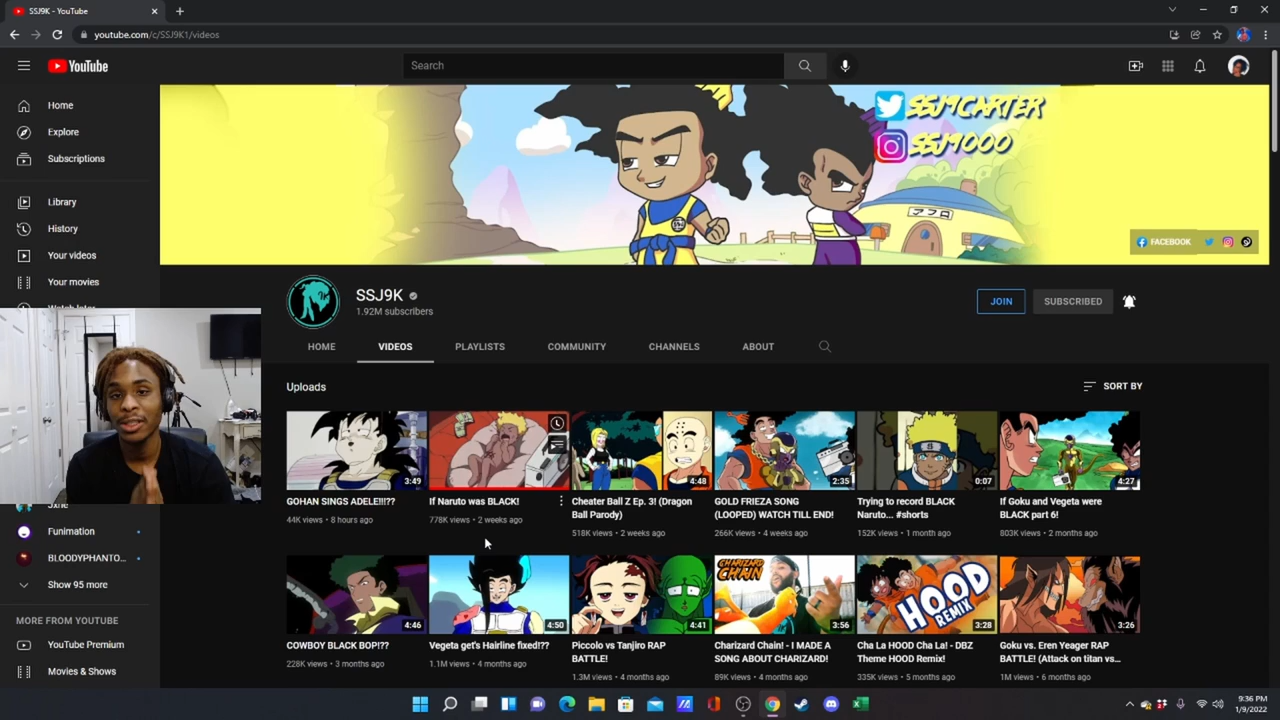 SSJ9K - YouTube
youtube.com/c/SSJ9K1/videos
YouTube
Search
Home
Explore
Subscriptions
Library
History
Your videos
Your movies
Funimation
BLOODYPHANTO...
Show 95 more
MORE FROM YOUTUBE
YouTube Premium
Movies & Shows
SSJ9CARTER
SSJ9000
マフロ
FACEBOOK
SSJ9K
1.92M subscribers
JOIN
SUBSCRIBED
HOME
VIDEOS
PLAYLISTS
COMMUNITY
CHANNELS
ABOUT
Uploads
SORT BY
3:49
4:48
2:35
0:07
4:27
GOHAN SINGS ADELE!!!??
44K views • 8 hours ago
If Naruto was BLACK!
778K views • 2 weeks ago
Cheater Ball Z Ep. 3! (Dragon
Ball Parody)
518K views • 2 weeks ago
GOLD FRIEZA SONG
(LOOPED) WATCH TILL END!
266K views • 4 weeks ago
Trying to record BLACK
Naruto... #shorts
152K views • 1 month ago
If Goku and Vegeta were
BLACK part 6!
803K views • 2 months ago
CHARIZARD
CHAIN
HOOD
REMIX
4:46
4:50
4:41
3:56
3:28
3:26
COWBOY BLACK BOP!??
228K views • 3 months ago
Vegeta get's Hairline fixed!??
1.1M views • 4 months ago
Piccolo vs Tanjiro RAP
BATTLE!
1.3M views • 4 months ago
Charizard Chain! - I MADE A
SONG ABOUT CHARIZARD!
89K views • 4 months ago
Cha La HOOD Cha La! - DBZ
Theme HOOD Remix!
335K views • 5 months ago
Goku vs. Eren Yeager RAP
BATTLE! (Attack on titan vs...
1M views • 6 months ago
9:36 PM
1/9/2022